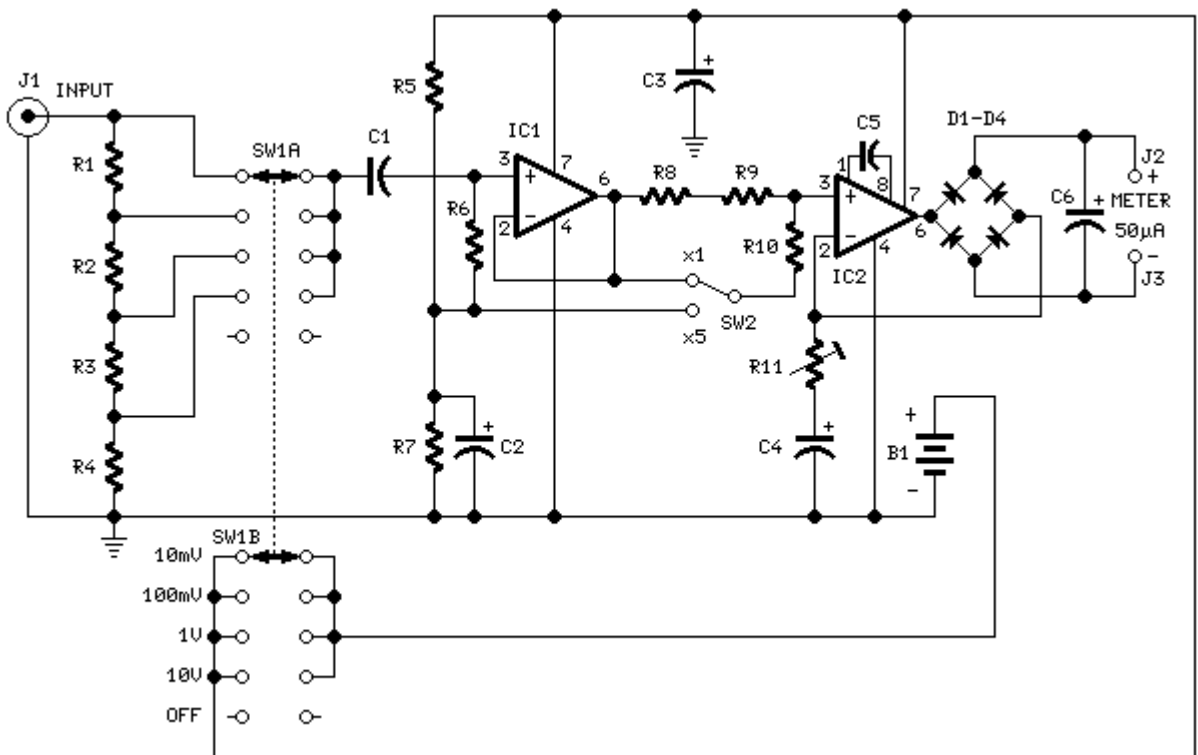 J1
INPUT
R5
C3
+
D1-D4
IC1
C5
SW1A
C1
R1
3
+
7
6
R8
R9
1
8
3
+
7
J2
+
R6
2
−
4
R10
2
−
4
6
C6
+
METER
50µA
−
J3
IC2
R2
x1
SW2
x5
R3
R11
R4
R7
+
C2
C4
+
+
B1
-
SW1B
10mV
100mV
1V
10V
OFF